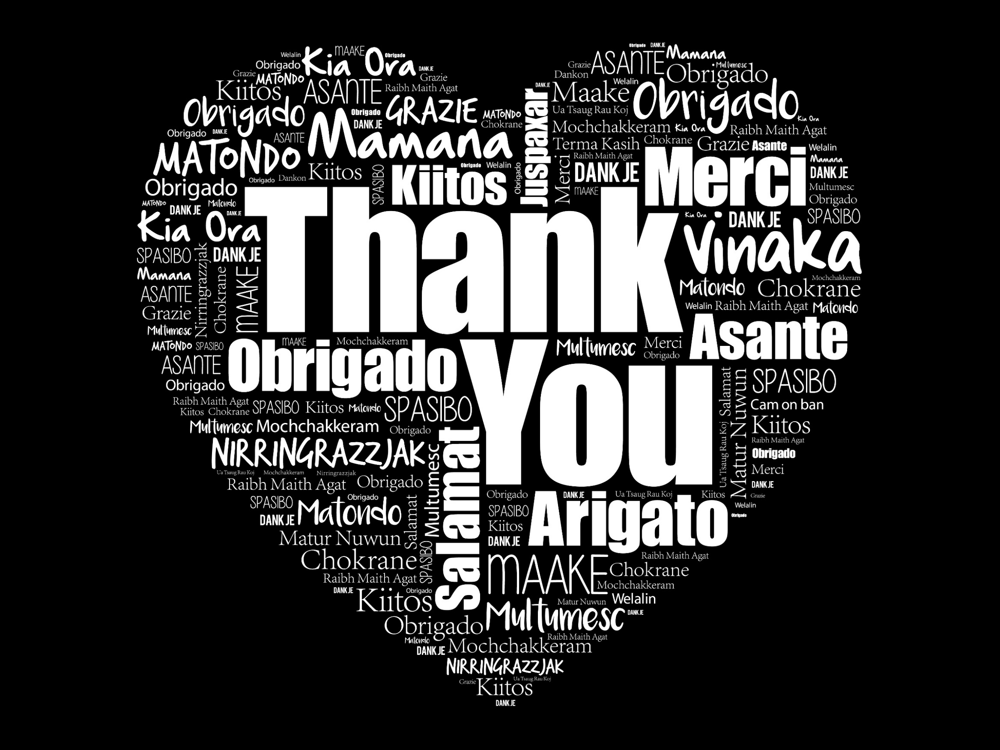 Welalin
Kia Ora
MAAKE
Obrigado
Obrigado
DANK JE
Grazie
MATONDO
Grazie
Kiitos
ASANTE
Raibh Maith Agat
Obrigado
Obrigado
GRAZIE
MATONDO
DANK JE
Chokrane
Obrigado
DANK JE
ASANTE
Mamana
MATONDO
Kiitos
Obrigado
Welalin
Obrigado
Dankon
SPASIBO
Kiitos
Obrigado
Juspaxar
Obrigado
DANK JE
Mamana
Grazie
ASANTE
Multumesc
Dankon
Obrigado
DANK JE
Maake
Welalin
Obrigado
Ua Tsaug Rau Koj
Kia Ora
Mochchakkeram
Kia Ora
Raibh Maith Agat
Terma Kasih
Chokrane
Grazie
Asante
Welalin
Merci
Raibh Maith Agat
Merci
Mamana
DANK JE
DANK JE
MAAKE
Multumesc
Obrigado
SPASIBO
Obrigado
MATONDO
DANK JE
Matondo
DANK JE
Kia Ora
Thank
Kia Ora
DANK JE
Vinaka
SPASIBO
Nirringrazzjak
DANK JE
Mamana
Chokrane
MAAKE
ASANTE
Grazie
Multumesc
Mochchakkeram
Matondo
Chokrane
Welalin
Raibh Maith Agat
Matondo
MATONDO
SPASIBO
MAAKE
Mochchakkeram
Obrigado
You
Multumesc
Merci
Obrigado
Asante
ASANTE
Obrigado
Raibh Maith Agat
Kiitos
Chokrane
SPASIBO
Kiitos
Matondo
SPASIBO
Multumesc
Mochchakkeram
Obrigado
Salamat
Ua Tsaug Rau Koj
Matur Nuwun
SPASIBO
Cam on ban
Kiitos
Raibh Maith Agat
Obrigado
Merci
DANK JE
Grazie
Welalin
Obrigado
NIRRINGRAZZJAK
Multumesc
Salamat
Ua Tsaug Rau Koj
Mochchakkeram
Nirringrazzjak
Raibh Maith Agat
Obrigado
Obrigado
DANK JE
Ua Tsaug Rau Koj
Kiitos
SPASIBO
Obrigado
Matondo
DANK JE
Salamat
SPASIBO
Kiitos
DANK JE
Arigato
Matur Nuwun
Chokrane
SPASIBO
Raibh Maith Agat
MAAKE
Raibh Maith Agat
Chokrane
Mochchakkeram
DANK JE
Kiitos
Obrigado
Matur Nuwun
Welalin
Obrigado
Multumesc
DANK JE
Matondo
Raibh Maith Agat
DANK JE
Mochchakkeram
NIRRINGRAZZJAK
Grazie
Kiitos
Ua Tsaug Rau Koj
DANK JE